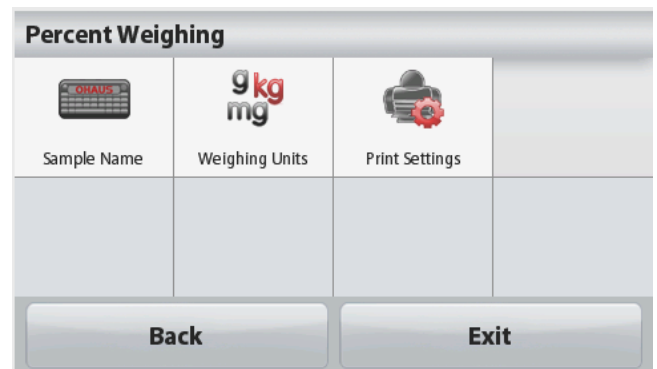 Percent Weighing
OHAUS
g kg
mg
Sample Name
Weighing Units
Print Settings
Back
Exit